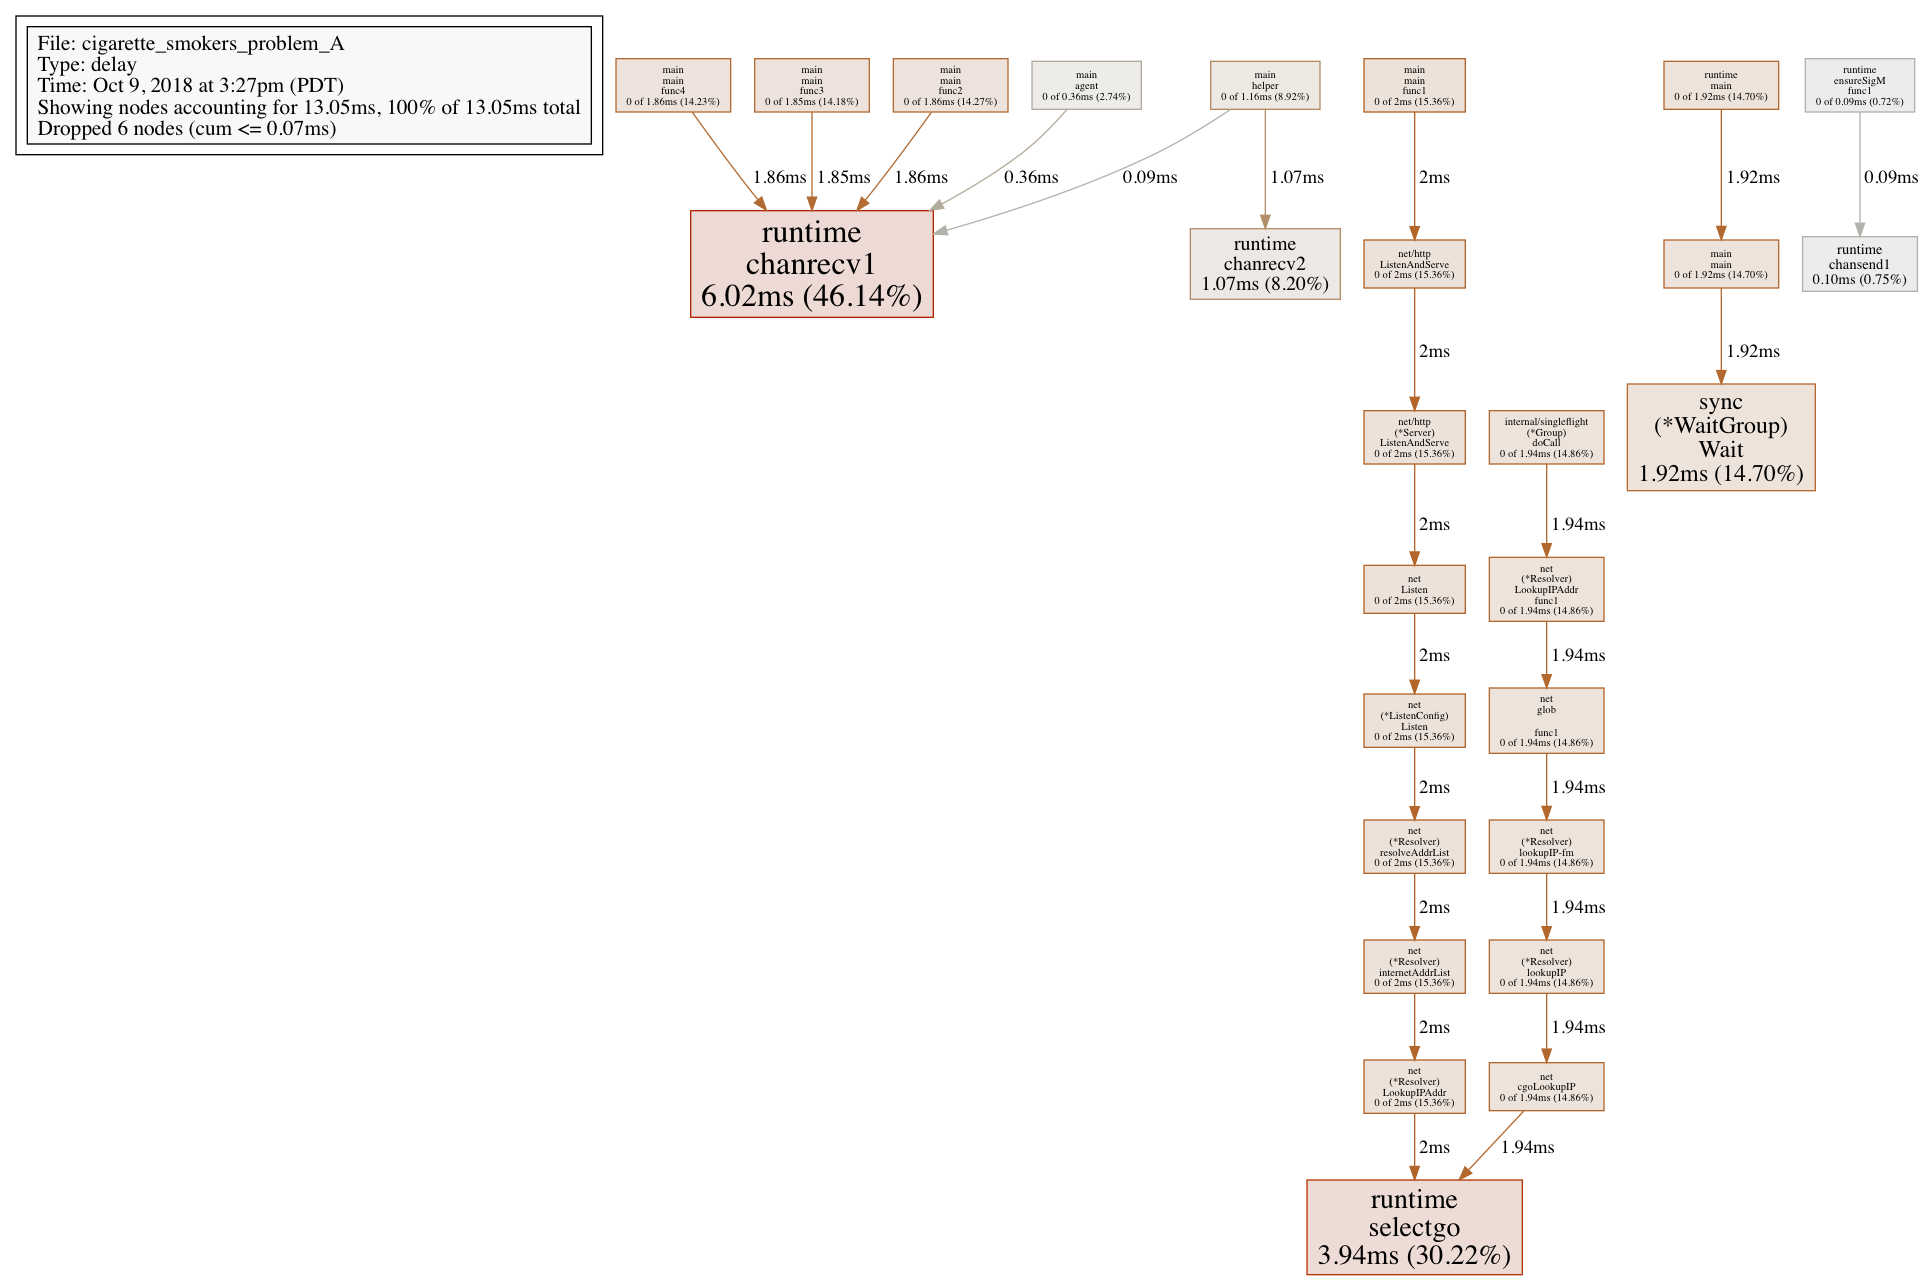 File: cigarette_smokers_problem_A
Type: delay
Time: Oct 9, 2018 at 3:27pm (PDT)
Showing nodes accounting for 13.05ms, 100% of 13.05ms total
Dropped 6 nodes (cum <= 0.07ms)
main
main
func4
0 of 1.86ms (14.23%)
main
main
func3
0 of 1.85ms (14.18%)
main
main
func2
0 of 1.86ms (14.27%)
main
agent
0 of 0.36ms (2.74%)
main
helper
0 of 1.16ms (8.92%)
main
main
func1
0 of 2ms (15.36%)
runtime
main
0 of 1.92ms (14.70%)
runtime
ensureSigM
func1
0 of 0.09ms (0.72%)
1.86ms
1.85ms
1.86ms
0.36ms
0.09ms
1.07ms
2ms
1.92ms
0.09ms
runtime
chanrecv1
6.02ms (46.14%)
runtime
chanrecv2
1.07ms (8.20%)
net/http
ListenAndServe
0 of 2ms (15.36%)
main
main
0 of 1.92ms (14.70%)
runtime
chansend1
0.10ms (0.75%)
2ms
1.92ms
net/http
(*Server)
ListenAndServe
0 of 2ms (15.36%)
internal/singleflight
(*Group)
doCall
0 of 1.94ms (14.86%)
sync
(*WaitGroup)
Wait
1.92ms (14.70%)
2ms
1.94ms
net
Listen
0 of 2ms (15.36%)
net
(*Resolver)
LookupIPAddr
func1
0 of 1.94ms (14.86%)
2ms
1.94ms
net
(*ListenConfig)
Listen
0 of 2ms (15.36%)
net
glob
func1
0 of 1.94ms (14.86%)
2ms
1.94ms
net
(*Resolver)
resolveAddrList
0 of 2ms (15.36%)
net
(*Resolver)
lookupIP-fm
0 of 1.94ms (14.86%)
2ms
1.94ms
net
(*Resolver)
internetAddrList
0 of 2ms (15.36%)
net
(*Resolver)
lookupIP
0 of 1.94ms (14.86%)
2ms
1.94ms
net
(*Resolver)
LookupIPAddr
0 of 2ms (15.36%)
net
cgoLookupIP
0 of 1.94ms (14.86%)
2ms
1.94ms
runtime
selectgo
3.94ms (30.22%)